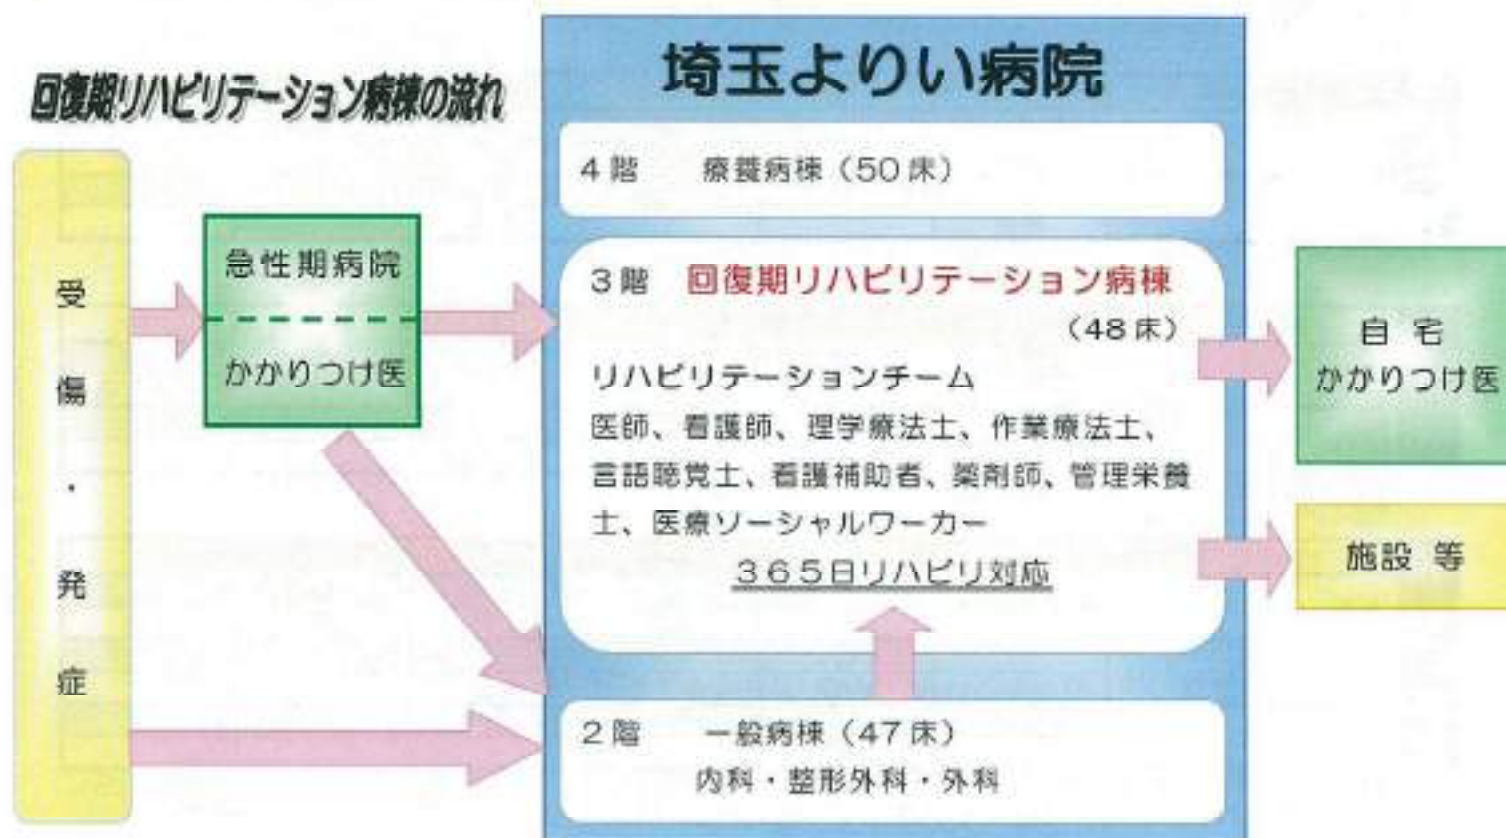 埼玉よりい病院
回復期リハビリテーション病棟の流れ
受傷・発症
急性期病院
かかりつけ医
4階 療養病棟（50床）
3階 回復期リハビリテーション病棟
（48床）
リハビリテーションチーム
医師、看護師、理学療法士、作業療法士、
言語聴覚士、看護補助者、薬剤師、管理栄養
士、医療ソーシャルワーカー
365日リハビリ対応
2階 一般病棟（47床）
内科・整形外科・外科
自宅
かかりつけ医
施設 等